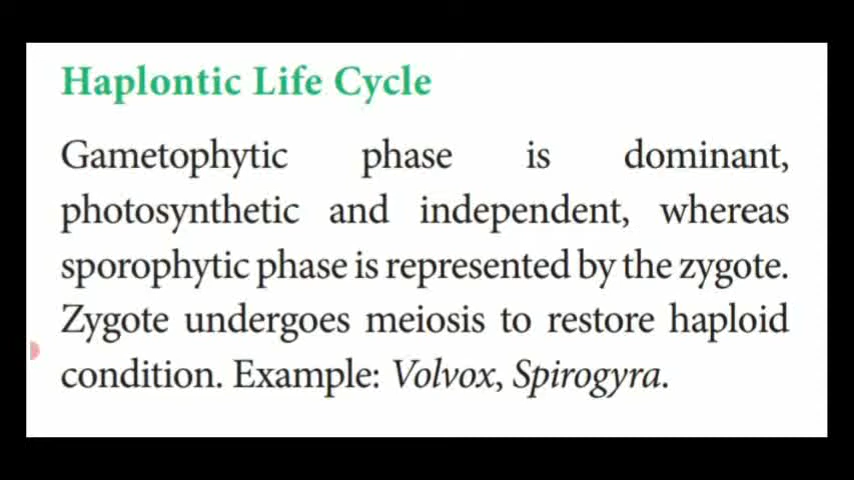 Haplontic Life Cycle
Gametophytic phase is dominant,
photosynthetic and independent, whereas
sporophytic phase is represented by the zygote.
Zygote undergoes meiosis to restore haploid
condition. Example: Volvox, Spirogyra.